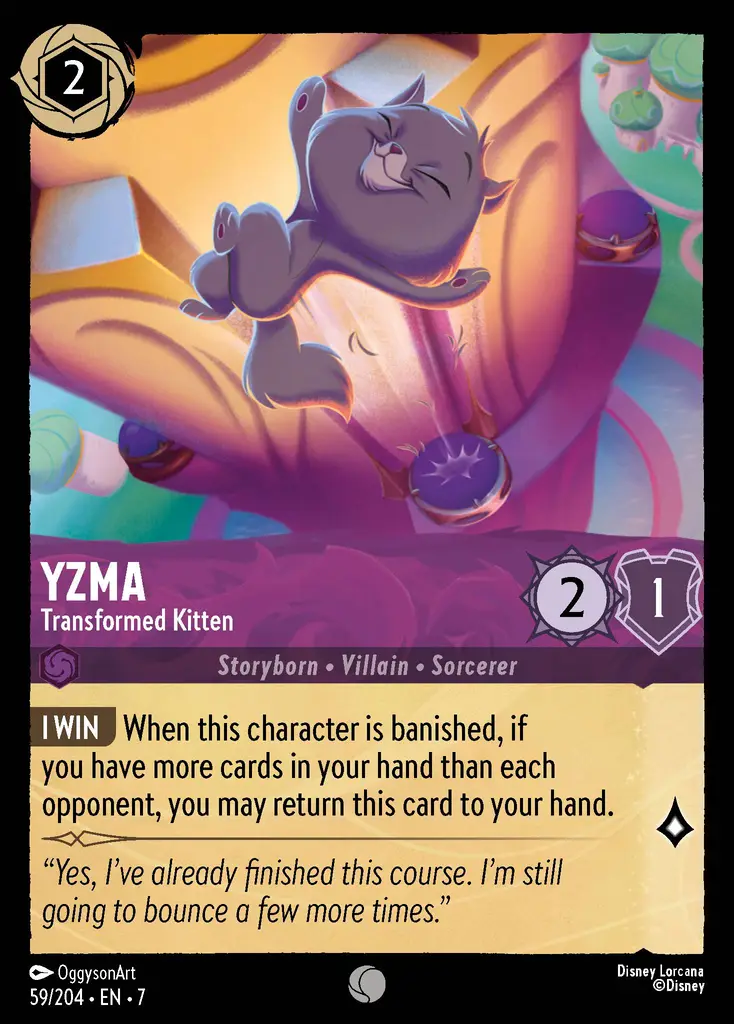 2
YZMA
Transformed Kitten
2
1
Storyborn • Villain • Sorcerer
I WIN When this character is banished, if
you have more cards in your hand than each
opponent, you may return this card to your hand.
“Yes, I’ve already finished this course. I’m still
going to bounce a few more times.”
OggysonArt
59/204 • EN • 7
Disney Lorcana
©Disney